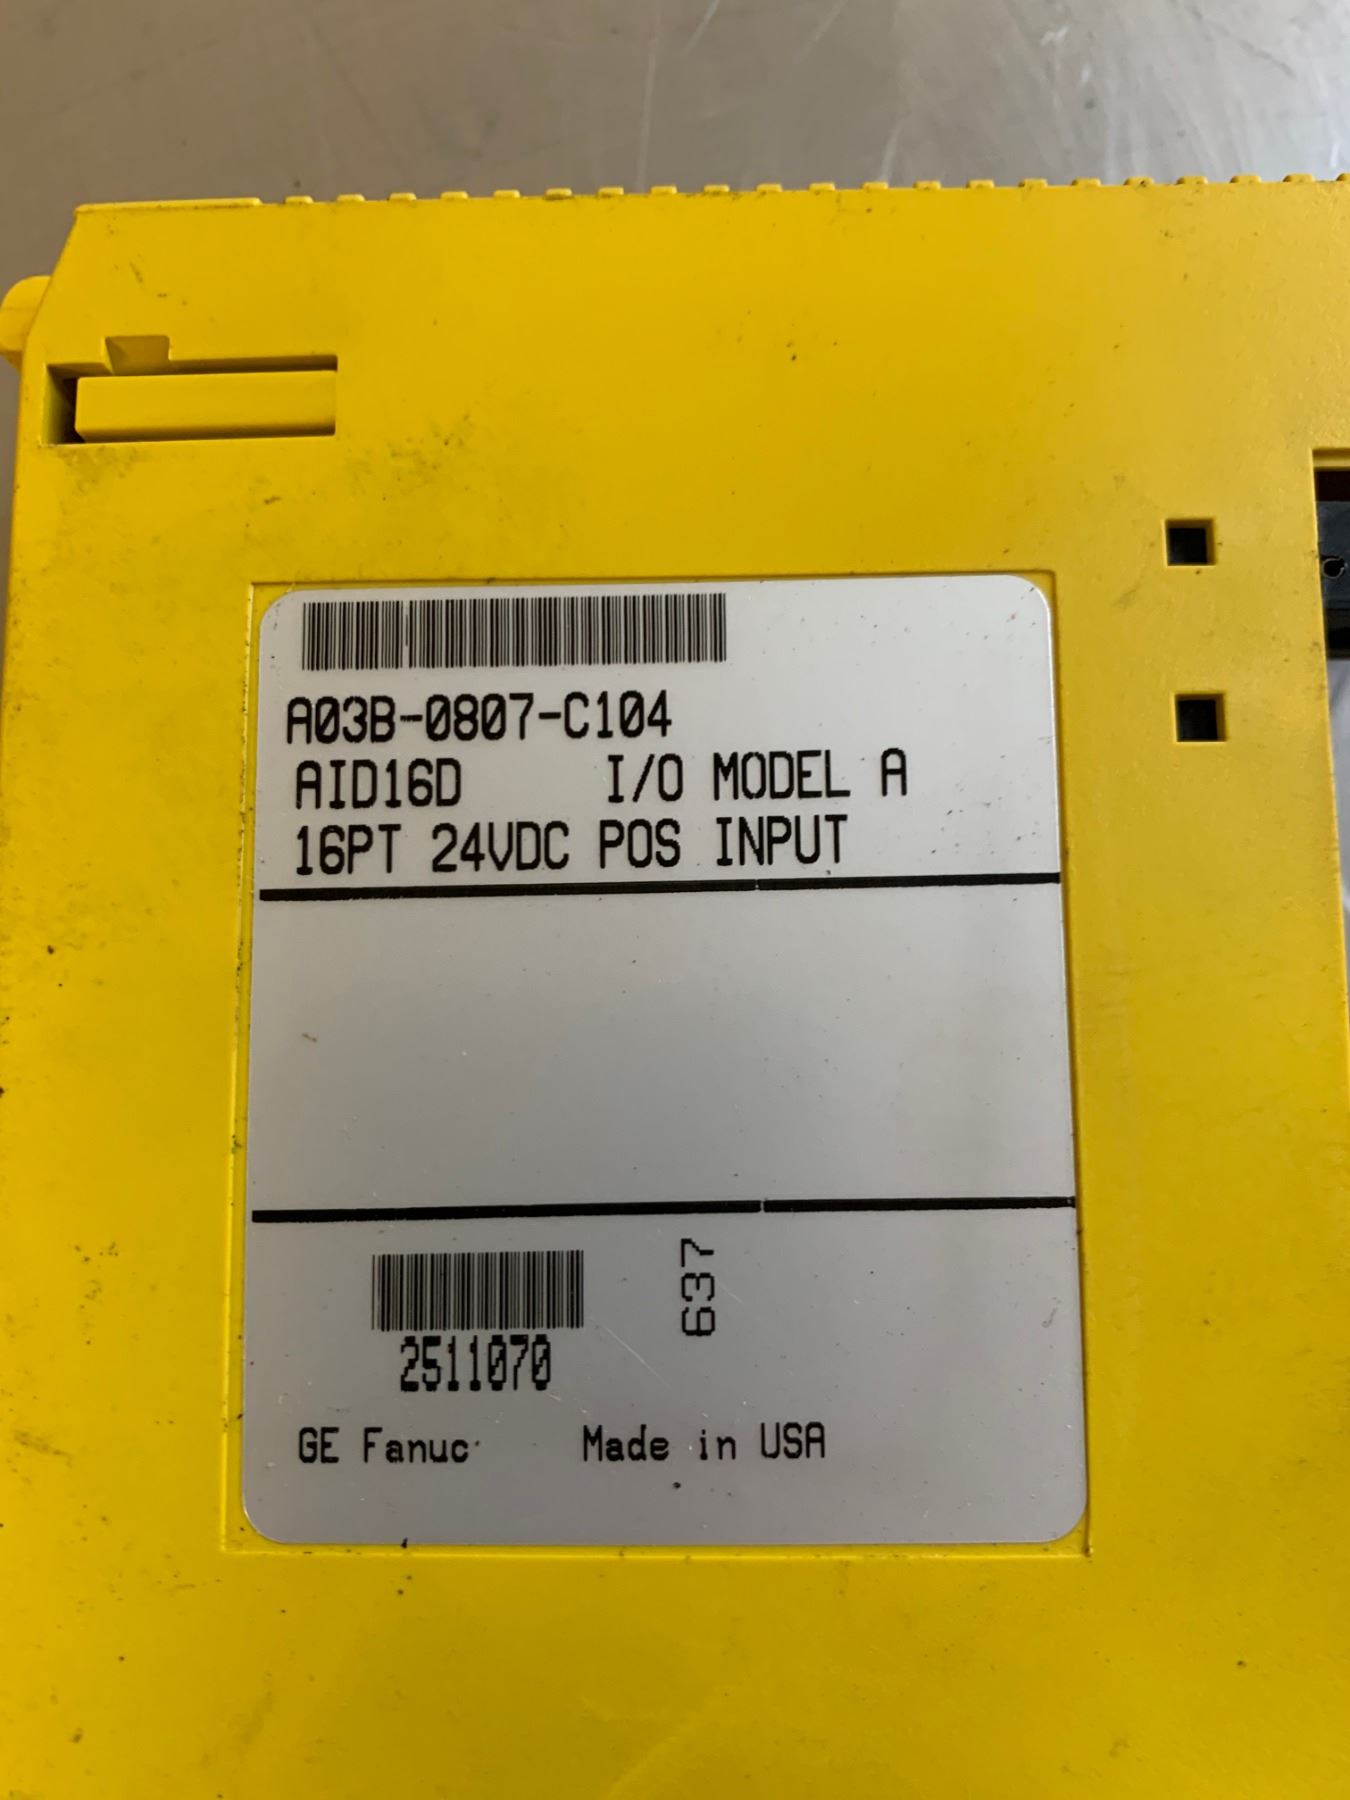 A03B-0807-C104
AID16D I/O MODEL A
16PT 24VDC POS INPUT
637
2511070
GE Fanuc Made in USA